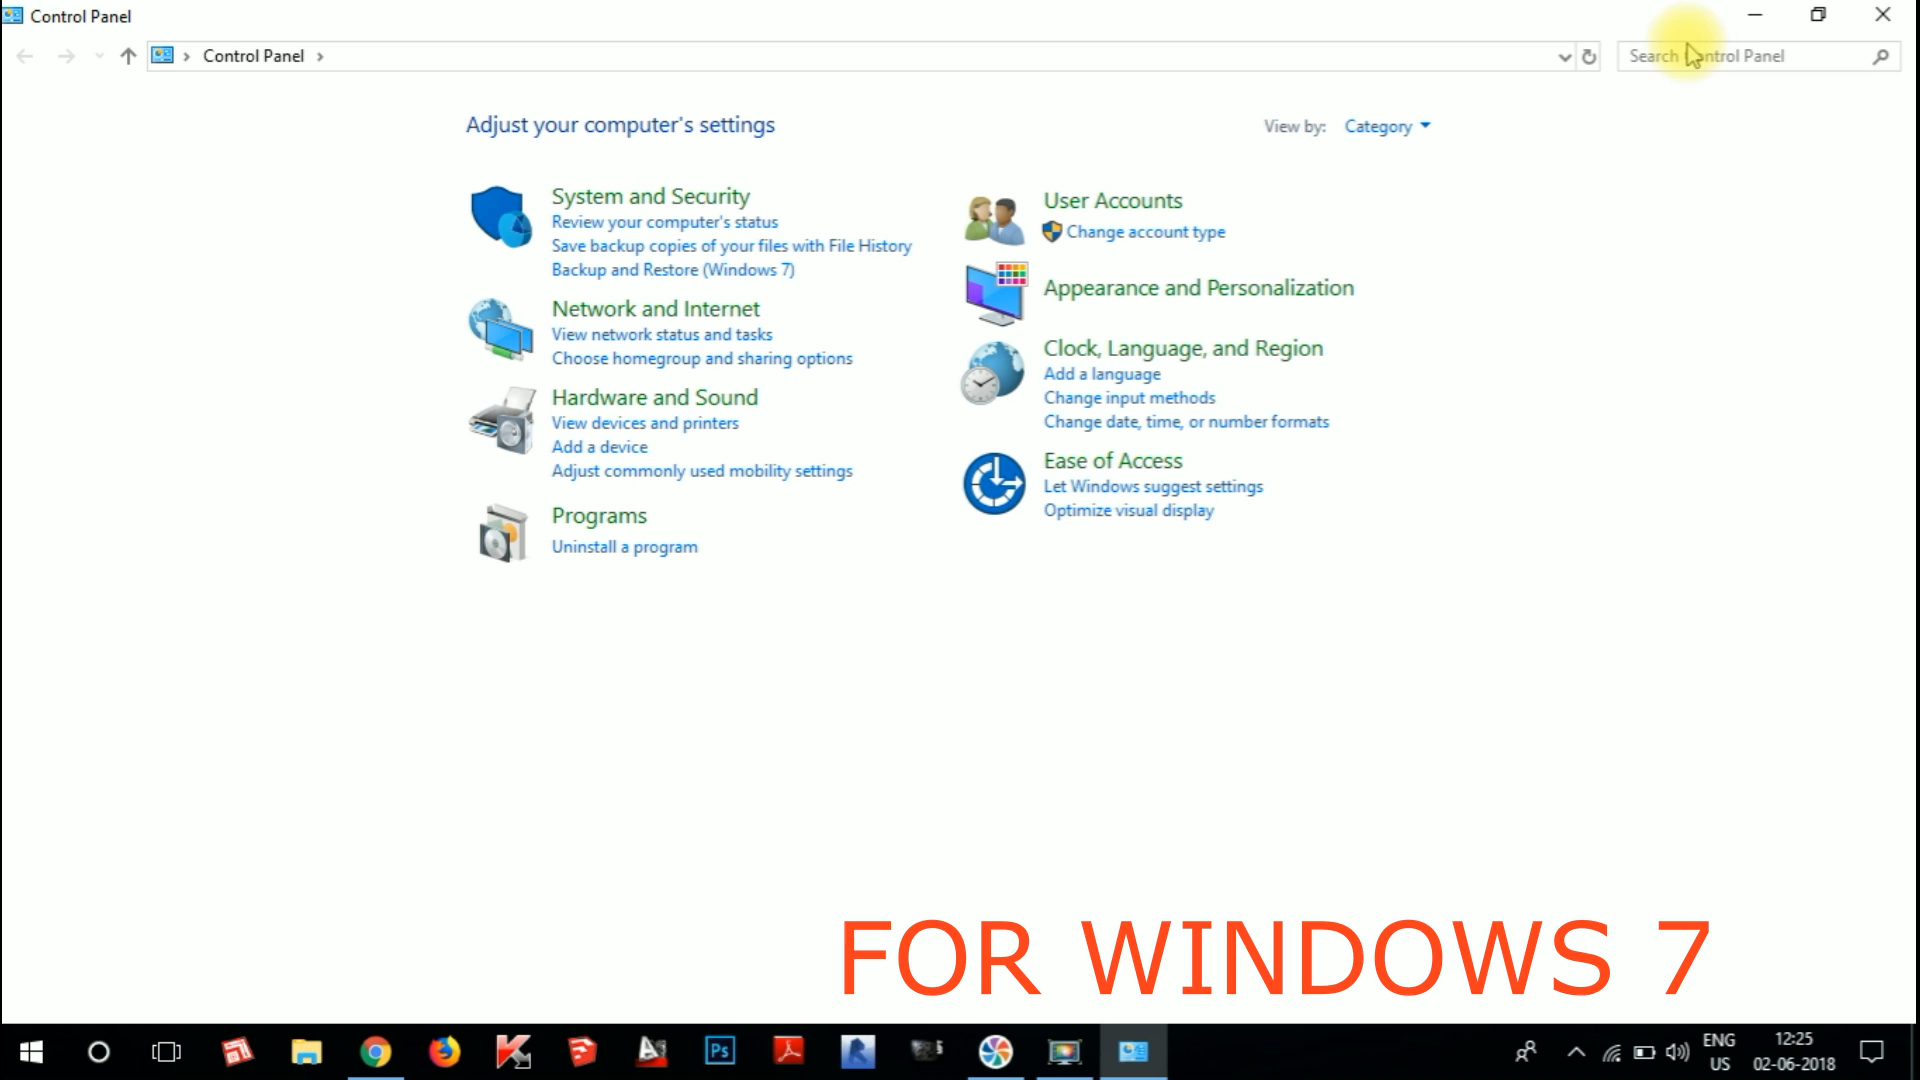 Control Panel
Control Panel
Search Control Panel
Adjust your computer's settings
View by: Category
System and Security
Review your computer's status
Save backup copies of your files with File History
Backup and Restore (Windows 7)
Network and Internet
View network status and tasks
Choose homegroup and sharing options
Hardware and Sound
View devices and printers
Add a device
Adjust commonly used mobility settings
Programs
Uninstall a program
User Accounts
Change account type
Appearance and Personalization
Clock, Language, and Region
Add a language
Change input methods
Change date, time, or number formats
Ease of Access
Let Windows suggest settings
Optimize visual display
FOR WINDOWS 7
Ps
R
ENG
US
12:25
02-06-2018